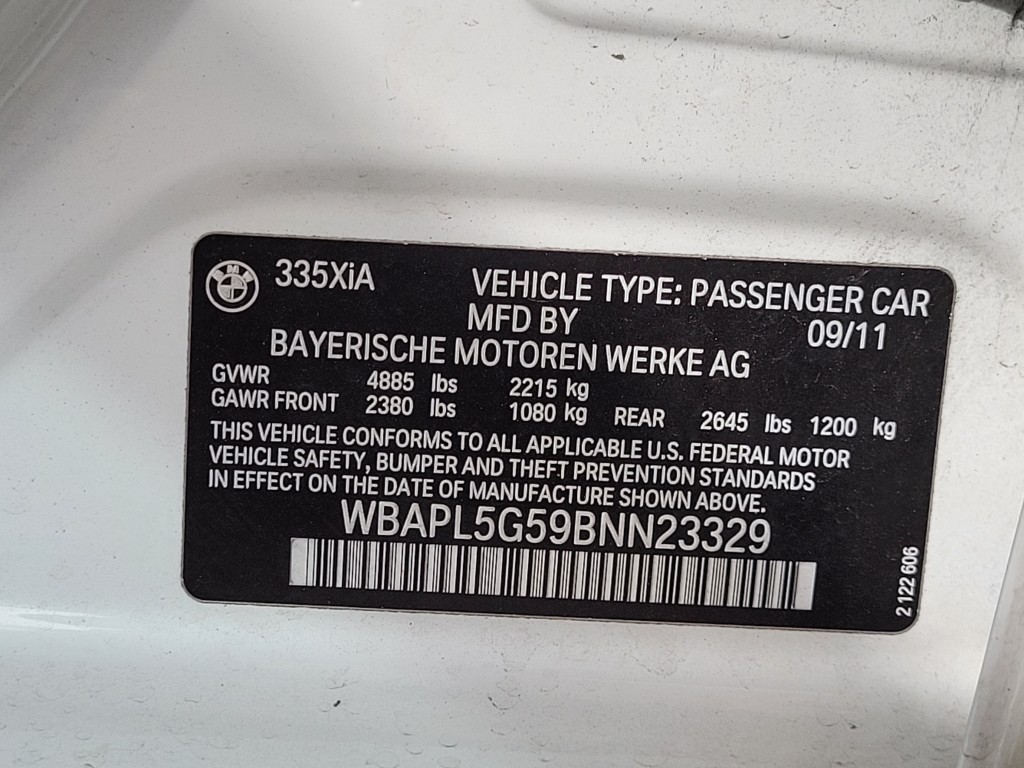 BMW 335XiA VEHICLE TYPE: PASSENGER CAR
MFD BY 09/11
BAYERISCHE MOTOREN WERKE AG
GVWR 4885 lbs 2215 kg
GAWR FRONT 2380 lbs 1080 kg REAR 2645 lbs 1200 kg
THIS VEHICLE CONFORMS TO ALL APPLICABLE U.S. FEDERAL MOTOR
VEHICLE SAFETY, BUMPER AND THEFT PREVENTION STANDARDS
IN EFFECT ON THE DATE OF MANUFACTURE SHOWN ABOVE.
WBAPL5G59BNN23329
2 122 606